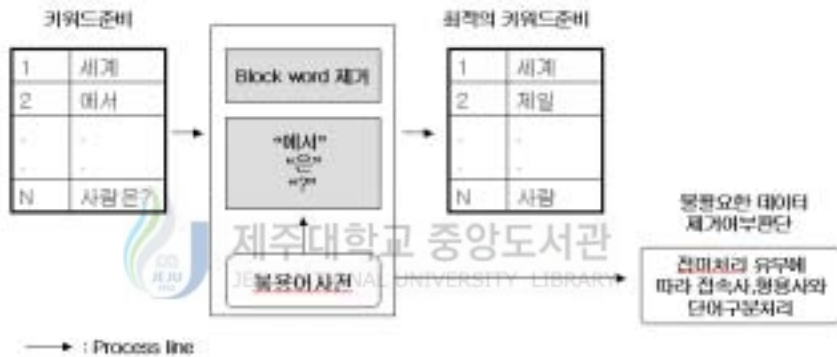 키워드준비
최적의 키워드준비
1 세계
2 에서
. .
. .
N 사람은?
Block word 제거
"에서"
"은"
"?"
불용어사전
1 세계
2 제일
. .
. .
N 사람
불필요한 데이터
제거여부판단
전미처리 유무에
따라 접속사,형용사와
단어구분처리
제주대학교 중앙도서관
JEJU NATIONAL UNIVERSITY LIBRARY
JEJU
: Process line